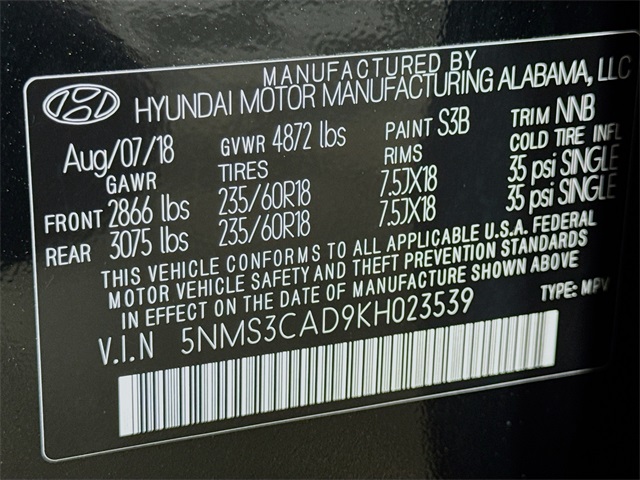 MANUFACTURED BY
HYUNDAI MOTOR MANUFACTURING ALABAMA, LLC
Aug/07/18 GVWR 4872 lbs PAINT S3B TRIM NNB
GAWR TIRES RIMS COLD TIRE INFL
FRONT 2866 lbs 235/60R18 7.5JX18 35 psi SINGLE
REAR 3075 lbs 235/60R18 7.5JX18 35 psi SINGLE
THIS VEHICLE CONFORMS TO ALL APPLICABLE U.S.A. FEDERAL
MOTOR VEHICLE SAFETY AND THEFT PREVENTION STANDARDS
IN EFFECT ON THE DATE OF MANUFACTURE SHOWN ABOVE
V.I.N 5NMS3CAD9KH023539 TYPE: MPV